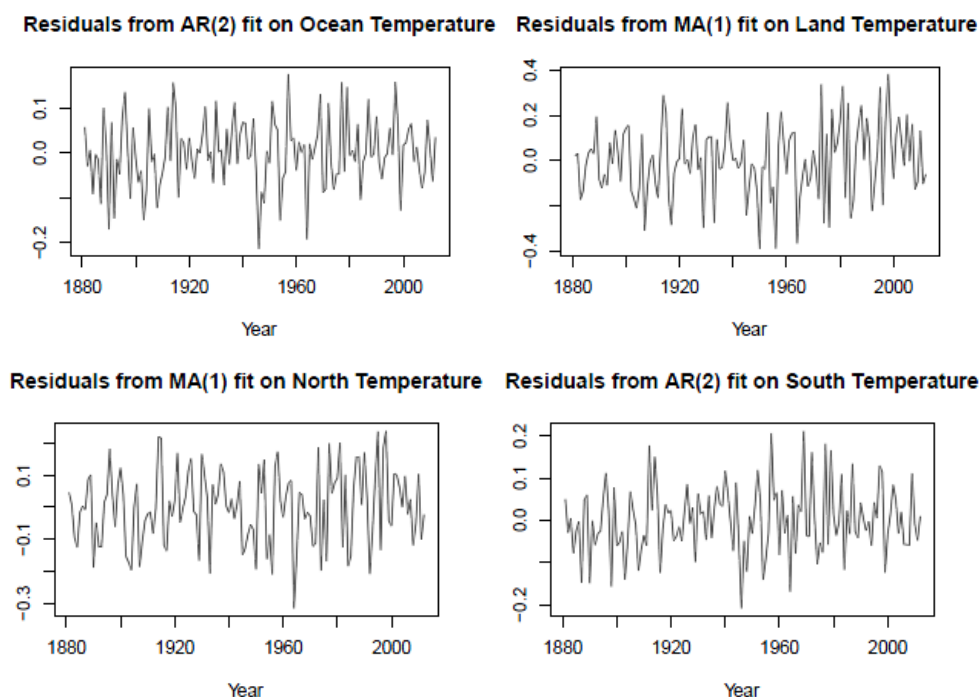 Residuals from AR(2) fit on Ocean Temperature
0.1
0.0
−0.2
1880 1920 1960 2000
Year
Residuals from MA(1) fit on Land Temperature
0.4
0.2
0.0
−0.4
1880 1920 1960 2000
Year
Residuals from MA(1) fit on North Temperature
0.1
−0.1
−0.3
1880 1920 1960 2000
Year
Residuals from AR(2) fit on South Temperature
0.2
0.1
0.0
−0.2
1880 1920 1960 2000
Year